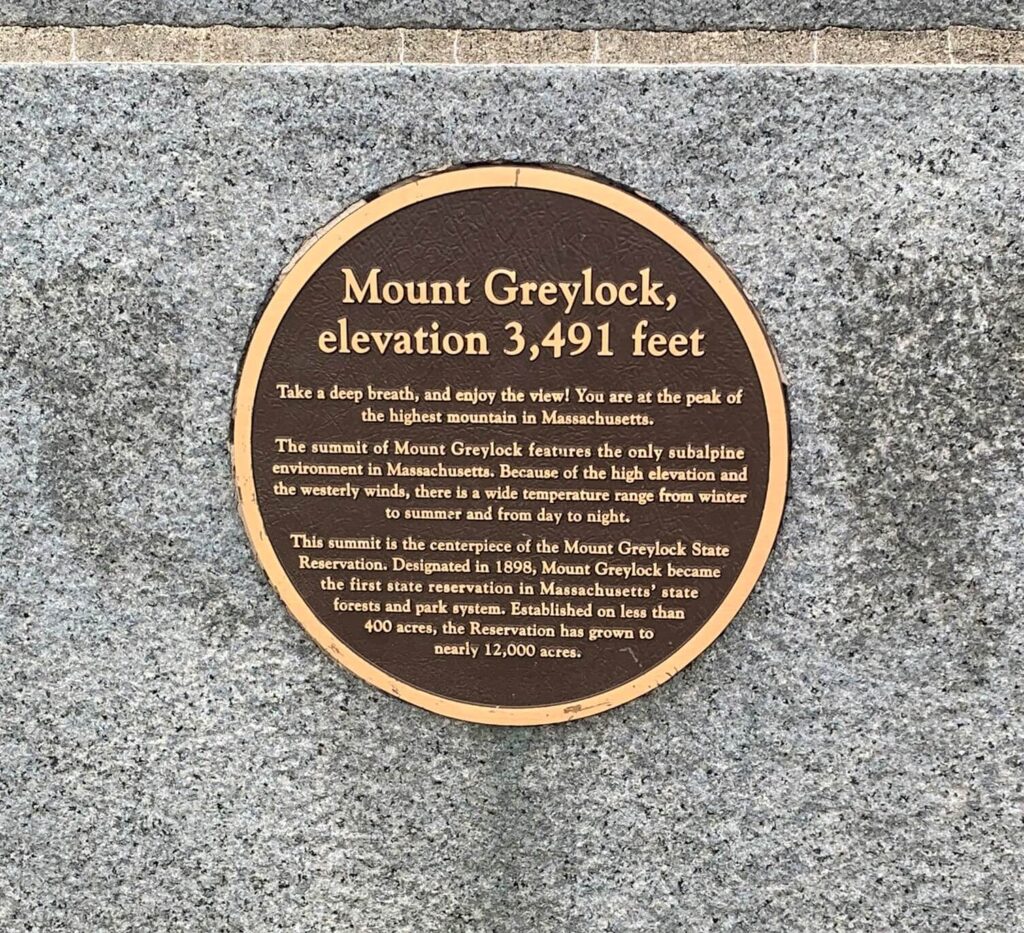 Mount Greylock,
elevation 3,491 feet
Take a deep breath, and enjoy the view! You are at the peak of
the highest mountain in Massachusetts.
The summit of Mount Greylock features the only subalpine
environment in Massachusetts. Because of the high elevation and
the westerly winds, there is a wide temperature range from winter
to summer and from day to night.
This summit is the centerpiece of the Mount Greylock State
Reservation. Designated in 1898, Mount Greylock became
the first state reservation in Massachusetts' state
forests and park system. Established on less than
400 acres, the Reservation has grown to
nearly 12,000 acres.